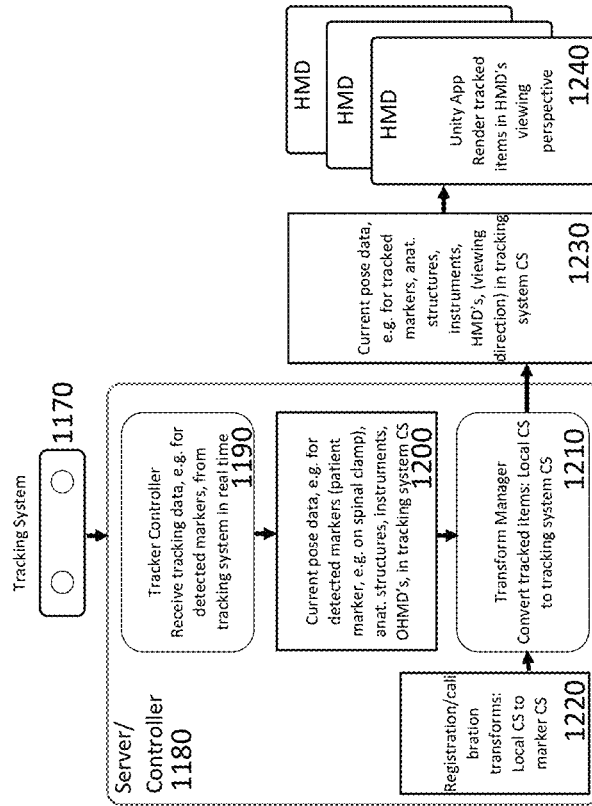 Tracking System
1170
Server/
Controller
1180
Tracker Controller
Receive tracking data, e.g. for
detected markers, from
tracking system in real time
1190
Current pose data, e.g. for
detected markers (patient
marker, e.g. on spinal clamp),
anat. structures, instruments,
OHMD's, in tracking system CS
1200
Registration/cali
bration
transforms:
Local CS to
marker CS
1220
Transform Manager
Convert tracked items: Local CS
to tracking system CS
1210
Current pose data,
e.g. for tracked
markers, anat.
structures,
instruments,
HMD's, (viewing
direction) in tracking
system CS
1230
HMD
HMD
HMD
Unity App
Render tracked
items in HMD's
viewing
perspective
1240